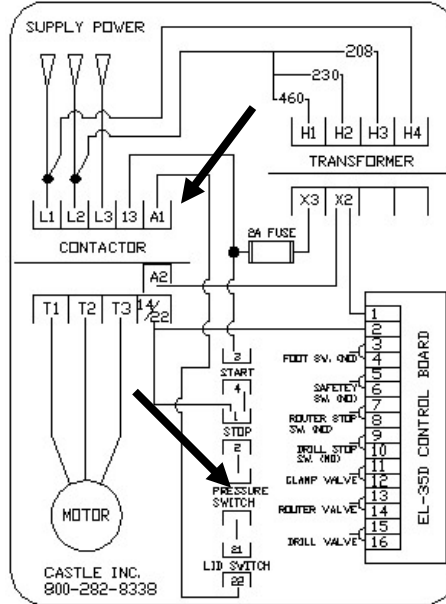 SUPPLY POWER
208
230
460
H1 H2 H3 H4
TRANSFORMER
L1 L2 L3 13 A1
X3 X2
CONTACTOR
2A FUSE
A2
T1 T2 T3 14/22
1
2
3
FOOT SW. (NO)
4
5
SAFETEY
SW. (NO)
6
7
ROUTER STOP
SW. (NO)
8
9
DRILL STOP
SW. (NO)
10
11
CLAMP VALVE
12
13
ROUTER VALVE
14
15
DRILL VALVE
16
EL-35D CONTROL BOARD
3
START
4
1
STOP
2
PRESSURE
SWITCH
21
LID SWITCH
22
MOTOR
CASTLE INC.
800-282-8338